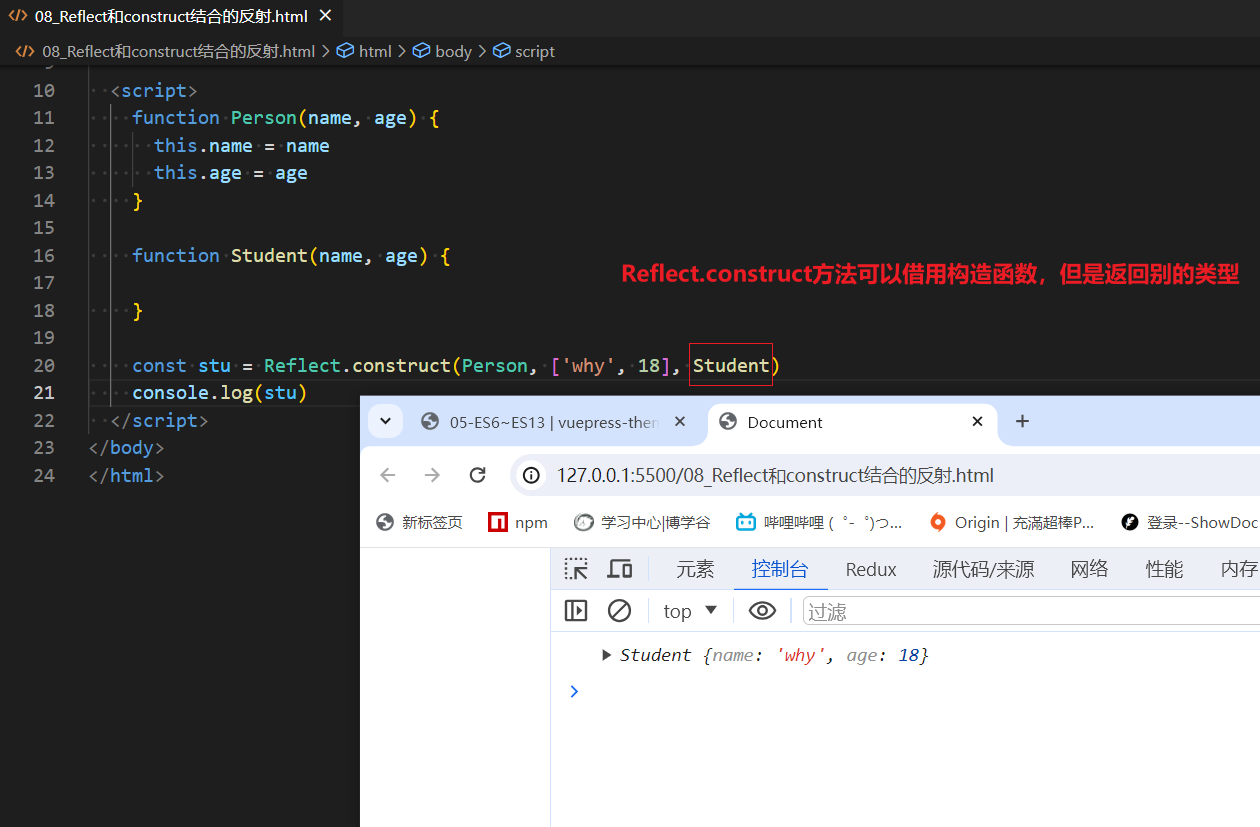 08_Reflect和construct结合的反射.html
08_Reflect和construct结合的反射.html > html > body > script
10 <script>
11 function Person(name, age) {
12 this.name = name
13 this.age = age
14 }
15
16 function Student(name, age) {
17
18 }
19
20 const stu = Reflect.construct(Person, ['why', 18], Student)
21 console.log(stu)
22 </script>
23 </body>
24 </html>
Reflect.construct方法可以借用构造函数，但是返回别的类型
05-ES6~ES13 | vuepress-then
Document
127.0.0.1:5500/08_Reflect和construct结合的反射.html
新标签页 npm 学习中心|博学谷 哔哩哔哩 (゜-゜)つ... Origin | 充满超棒P... 登录--ShowDoc
元素 控制台 Redux 源代码/来源 网络 性能 内存
top 过滤
Student {name: 'why', age: 18}